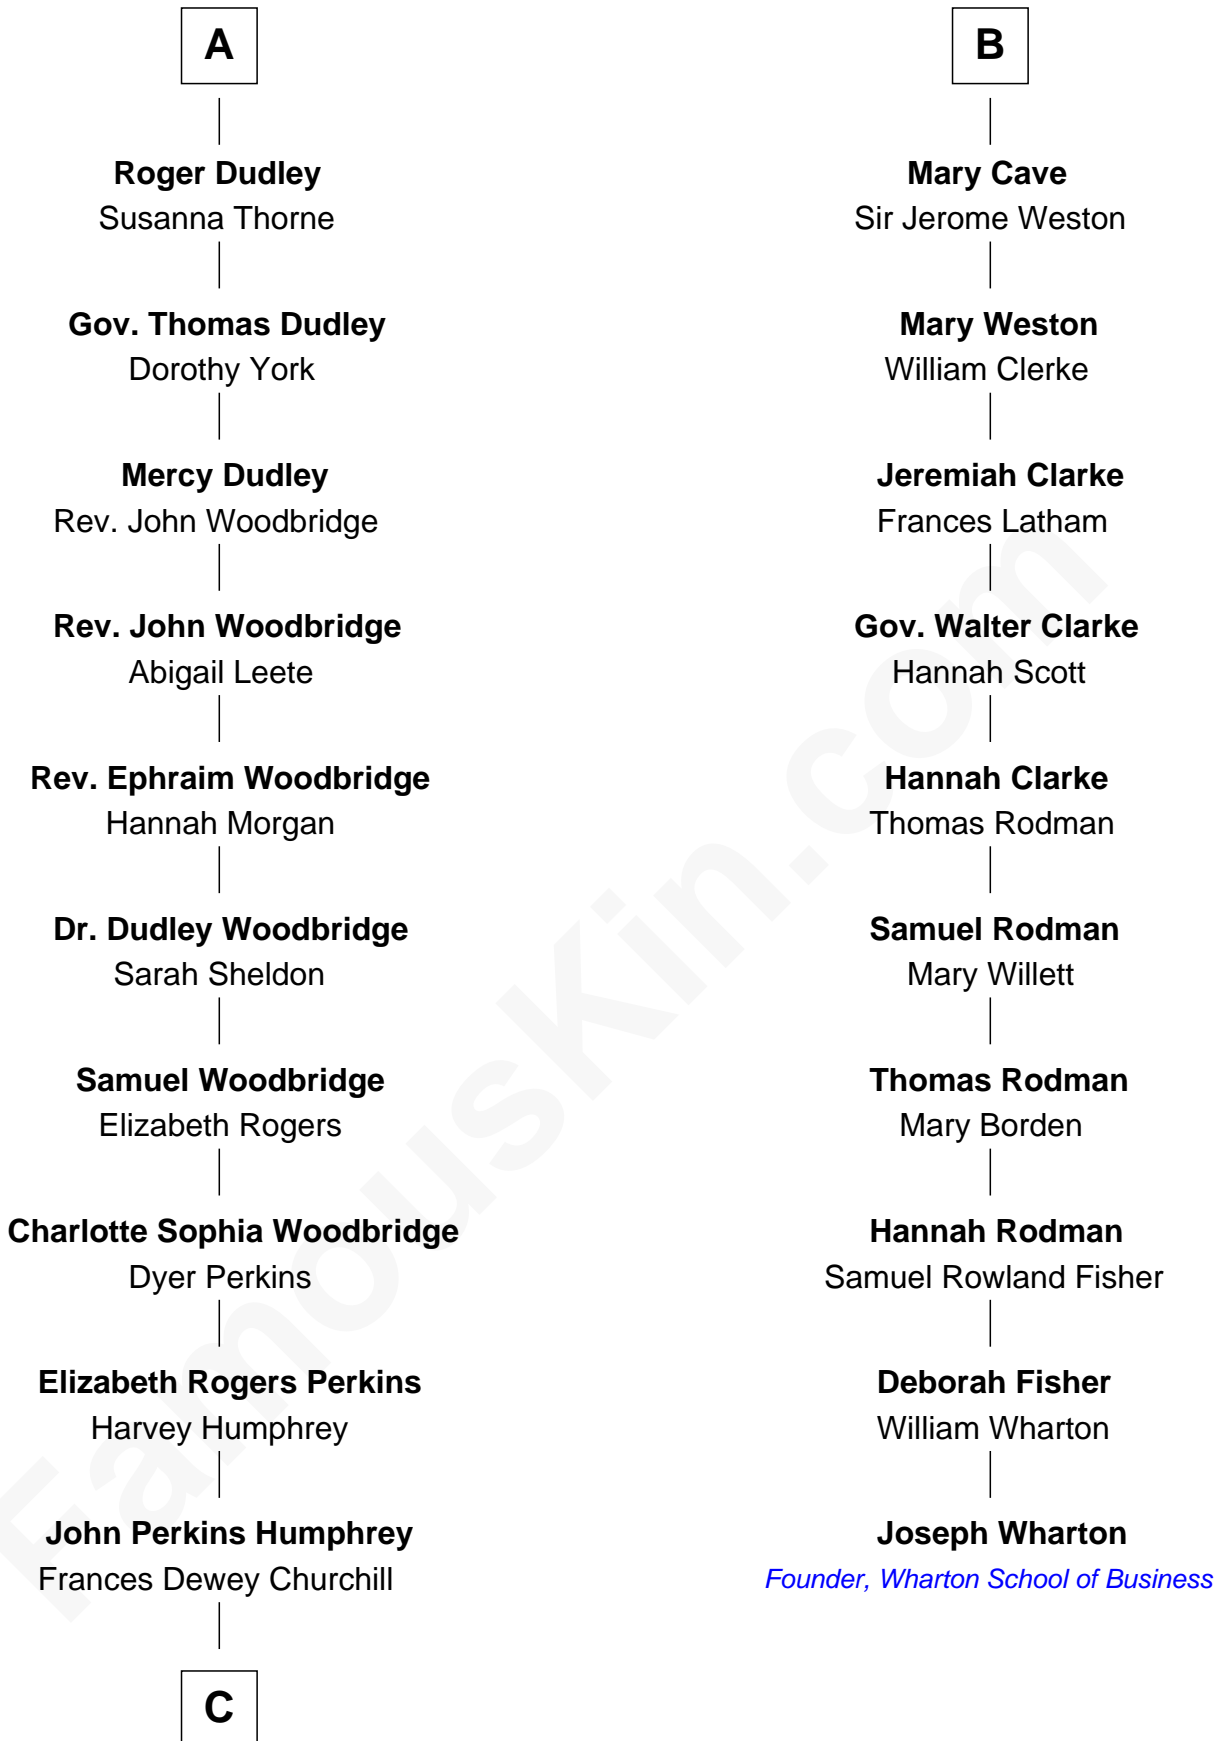 A
Roger Dudley
Susanna Thorne
Gov. Thomas Dudley
Dorothy York
Mercy Dudley
Rev. John Woodbridge
Rev. John Woodbridge
Abigail Leete
Rev. Ephraim Woodbridge
Hannah Morgan
Dr. Dudley Woodbridge
Sarah Sheldon
Samuel Woodbridge
Elizabeth Rogers
Charlotte Sophia Woodbridge
Dyer Perkins
Elizabeth Rogers Perkins
Harvey Humphrey
John Perkins Humphrey
Frances Dewey Churchill
C
B
Mary Cave
Sir Jerome Weston
Mary Weston
William Clerke
Jeremiah Clarke
Frances Latham
Gov. Walter Clarke
Hannah Scott
Hannah Clarke
Thomas Rodman
Samuel Rodman
Mary Willett
Thomas Rodman
Mary Borden
Hannah Rodman
Samuel Rowland Fisher
Deborah Fisher
William Wharton
Joseph Wharton
Founder, Wharton School of Business
FamousKin.com